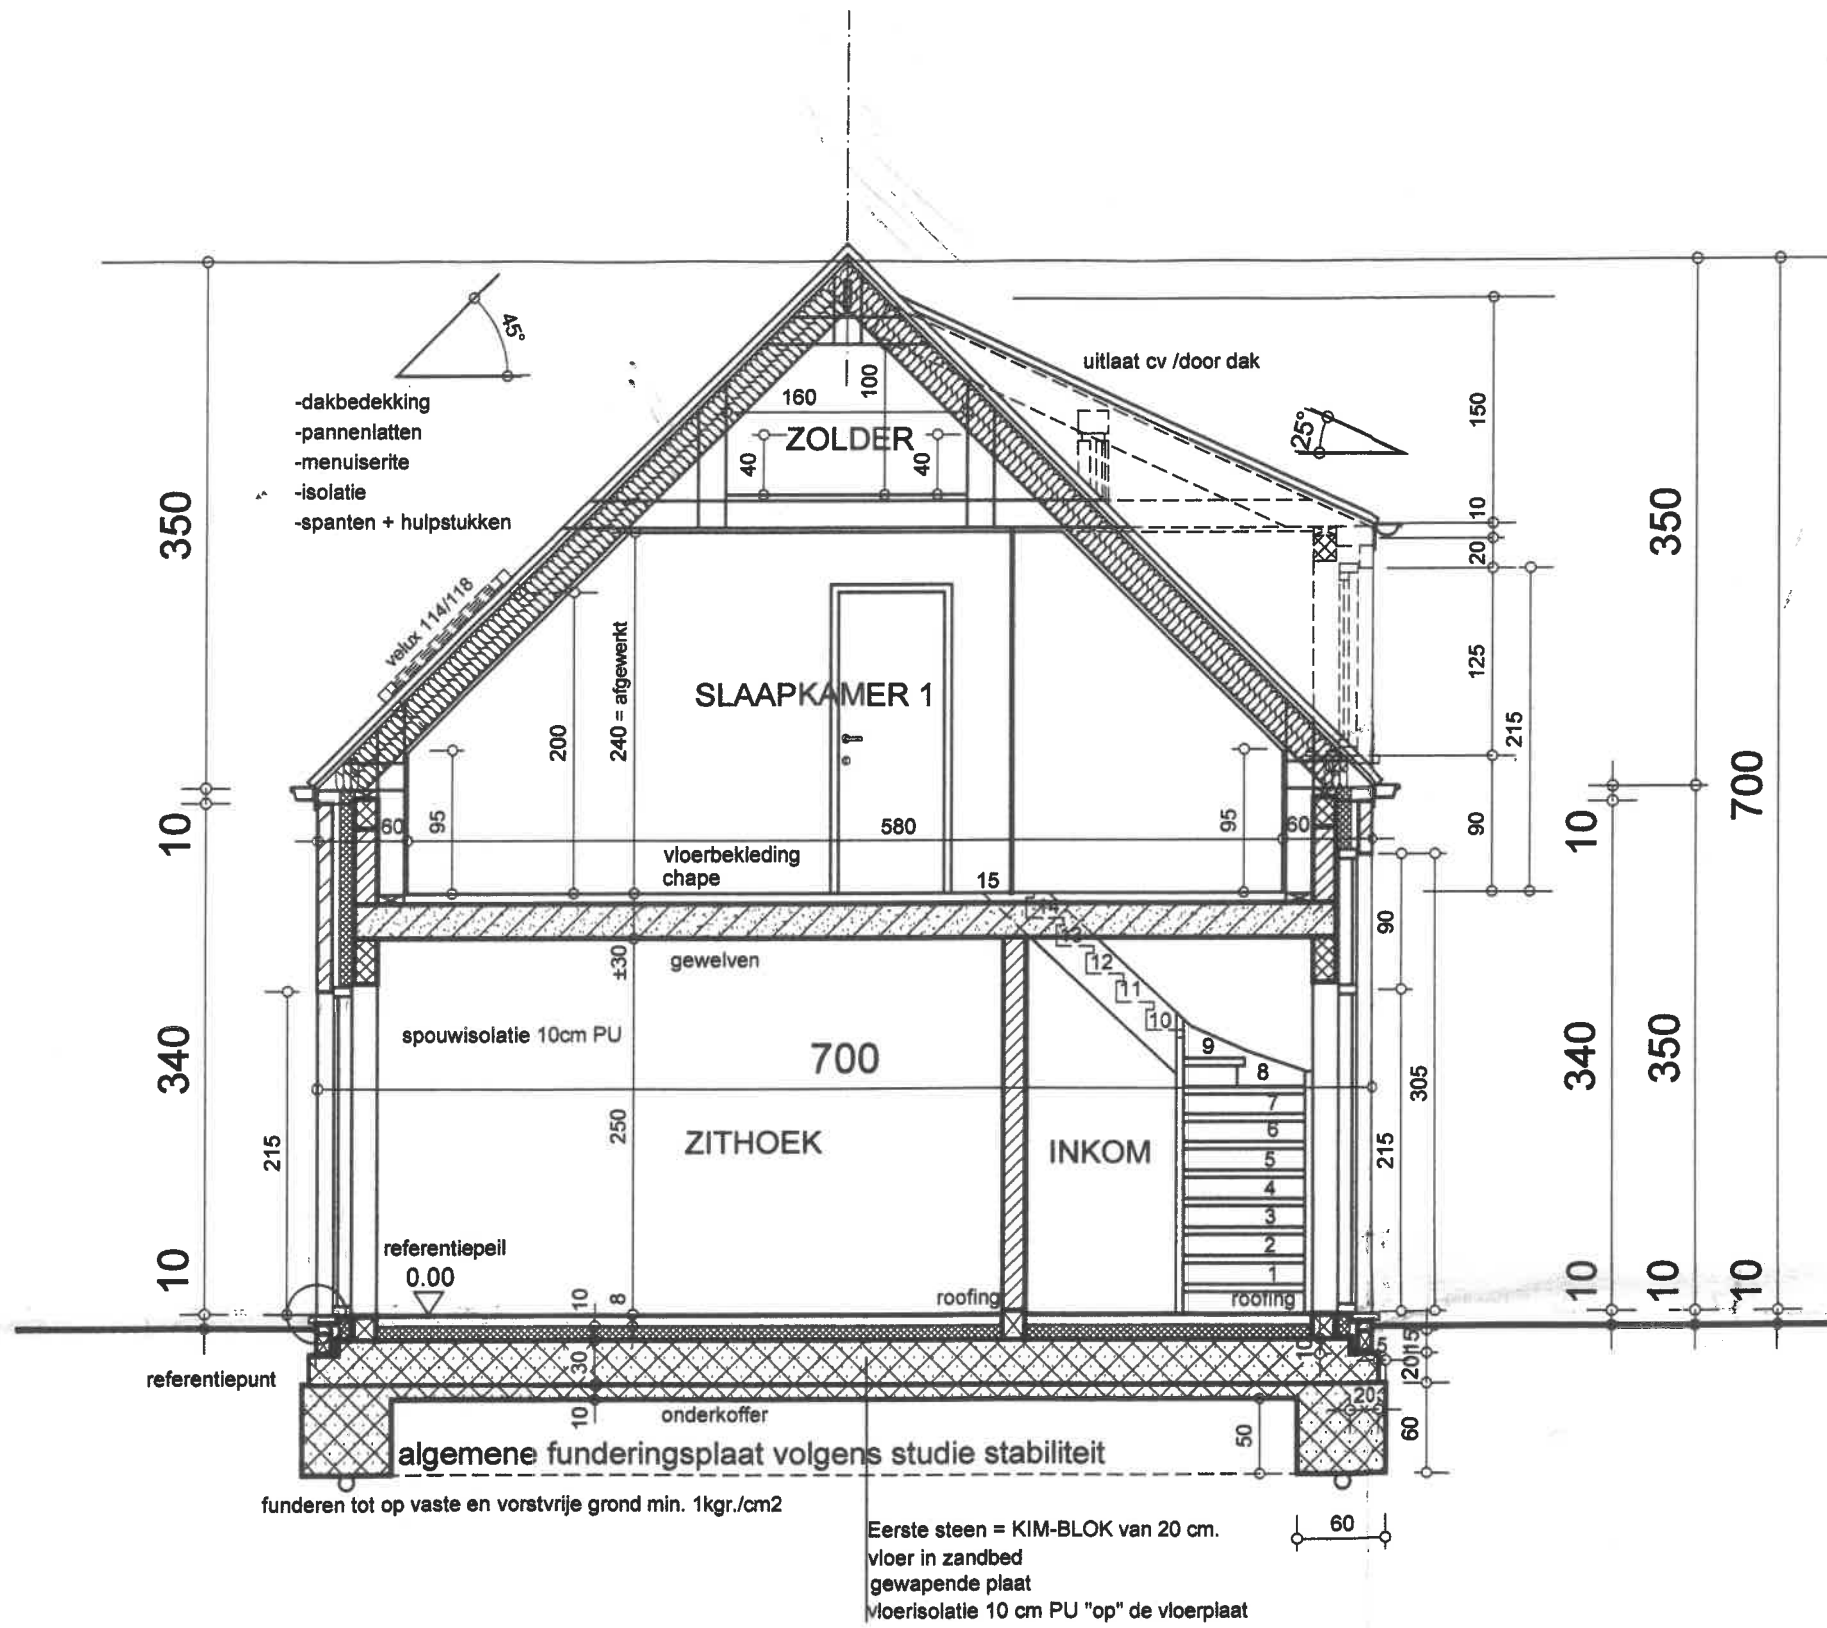 uitlaat cv /door dak
45°
25°
-dakbedekking
-pannenlatten
-menuiserite
-isolatie
-spanten + hulpstukken
160
100
ZOLDER
40
40
150
10
20
350
350
velux 114/118
SLAAPKAMER 1
200
240 = afgewerkt
125
215
700
95
95
90
60
580
60
10
10
vloerbekleding
chape
15
14
13
12
11
10
9
8
7
6
5
4
3
2
1
±30
gewelven
90
spouwisolatie 10cm PU
700
340
340
350
305
250
ZITHOEK
INKOM
215
215
referentiepeil
0.00
10
10
8
roofing
roofing
10
10
10
referentiepunt
30
10
10
5
15
20
onderkoffer
20
60
50
algemene funderingsplaat volgens studie stabiliteit
funderen tot op vaste en vorstvrije grond min. 1kgr./cm2
Eerste steen = KIM-BLOK van 20 cm.
60
vloer in zandbed
gewapende plaat
vloerisolatie 10 cm PU "op" de vloerplaat